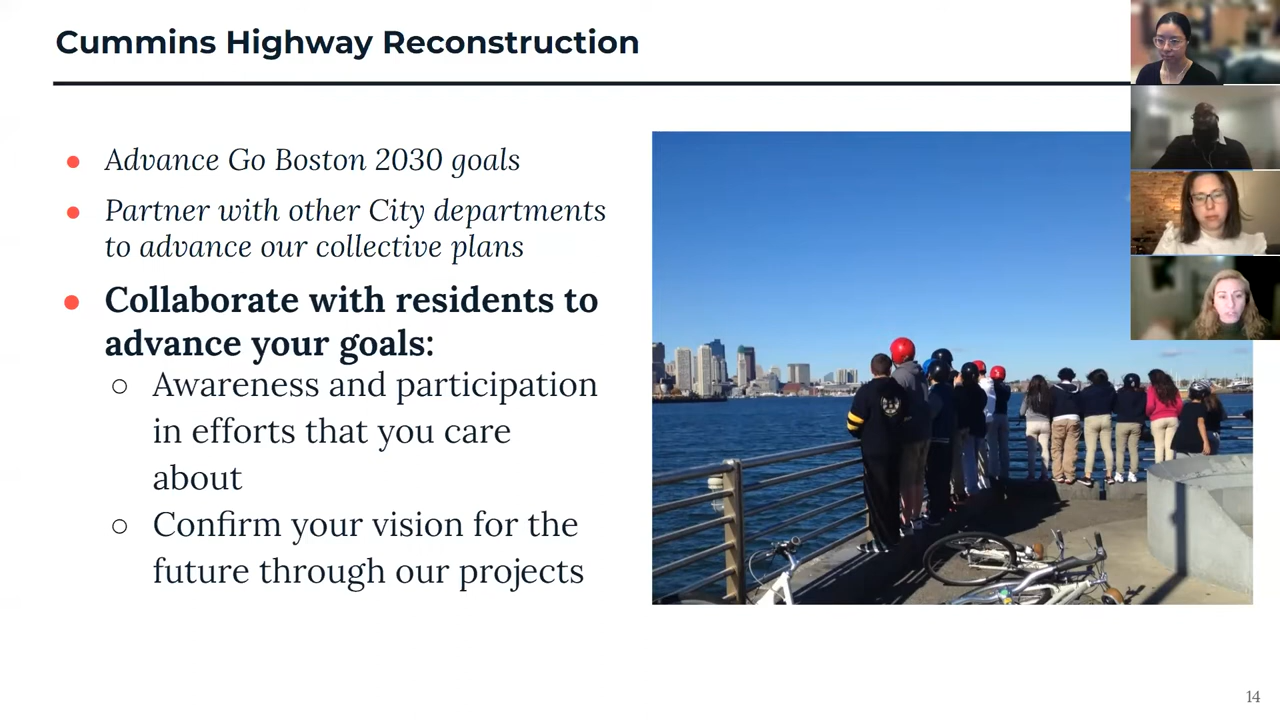 Cummins Highway Reconstruction
Advance Go Boston 2030 goals
Partner with other City departments
to advance our collective plans
Collaborate with residents to
advance your goals:
Awareness and participation
in efforts that you care
about
Confirm your vision for the
future through our projects
14